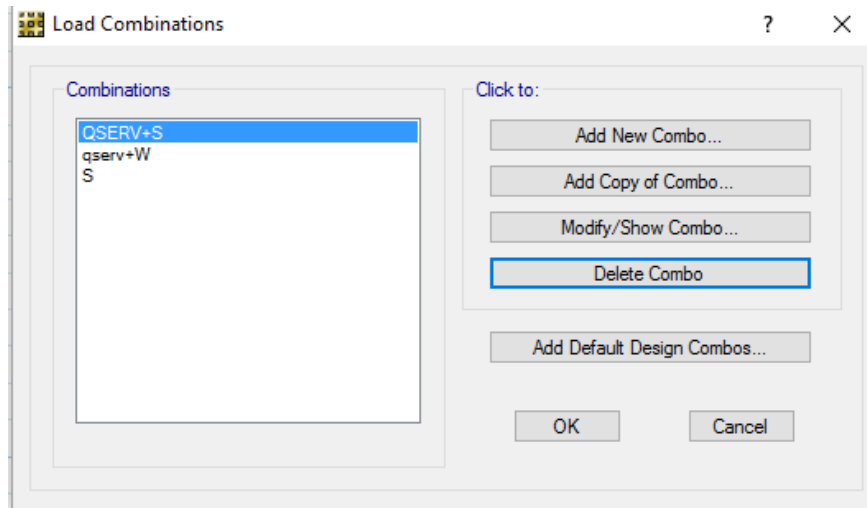 Load Combinations
?
Combinations
QSERV+S
qserv+W
S
Click to:
Add New Combo...
Add Copy of Combo...
Modify/Show Combo...
Delete Combo
Add Default Design Combos...
OK
Cancel